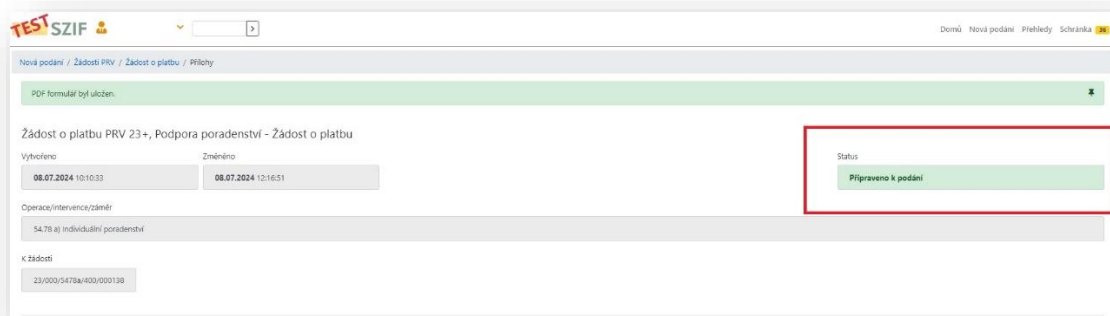 TEST SZIF
Domů Nová podání Přehledy Schránka 36
Nová podání / Žádosti PRV / Žádost o platbu / Přílohy
PDF formulář byl uložen.
Žádost o platbu PRV 23+, Podpora poradenství - Žádost o platbu
Vytvořeno Změněno Status
08.07.2024 10:10:33 08.07.2024 12:16:51 Připraveno k podání
Operace/intervence/záměr
54.78 a) Individuální poradenství
K žádosti
23/000/5478a/400/000138